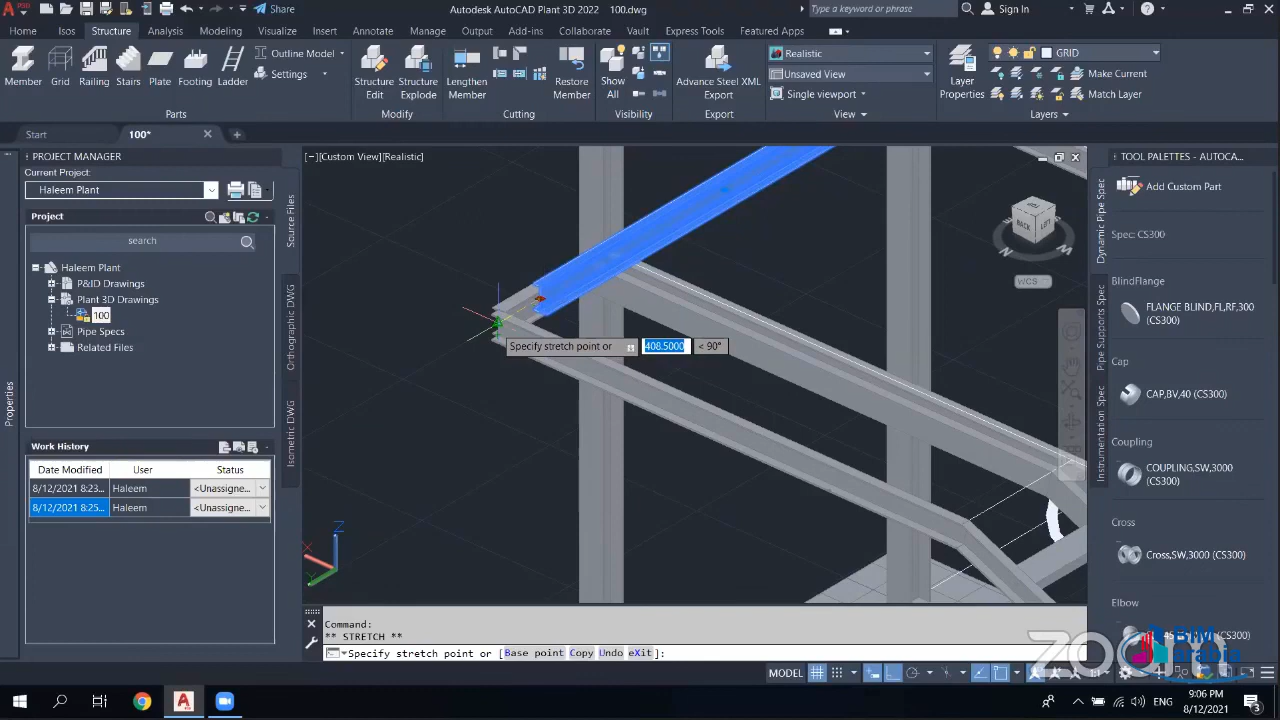 Share
Autodesk AutoCAD Plant 3D 2022 100.dwg
Type a keyword or phrase
Sign In
Home Isos Structure Analysis Modeling Visualize Insert Annotate Manage Output Add-ins Collaborate Vault Express Tools Featured Apps
Member Grid Railing Stairs Plate Footing Ladder
Outline Model
Settings
Structure Edit
Structure Explode
Lengthen Member
Restore Member
Show All
Advance Steel XML Export
Realistic
Unsaved View
Single viewport
Layer Properties
GRID
Make Current
Match Layer
Parts Modify Cutting Visibility Export View Layers
Start 100*
PROJECT MANAGER
Current Project:
Haleem Plant
Project
search
Haleem Plant
P&ID Drawings
Plant 3D Drawings
100
Pipe Specs
Related Files
Source Files
Orthographic DWG
Isometric DWG
Properties
Work History
Date Modified User Status
8/12/2021 8:23... Haleem <Unassigne...
8/12/2021 8:25... Haleem <Unassigne...
[−][Custom View][Realistic]
BACK LEFT
WCS
Specify stretch point or 408.5000 < 90°
Z
X
Y
Command:
** STRETCH **
Specify stretch point or [Base point Copy Undo eXit]:
TOOL PALETTES - AUTOCA...
Dynamic Pipe Spec
Pipe Supports Spec
Instrumentation Spec
Add Custom Part
Spec: CS300
BlindFlange
FLANGE BLIND,FL,RF,300 (CS300)
Cap
CAP,BV,40 (CS300)
Coupling
COUPLING,SW,3000 (CS300)
Cross
Cross,SW,3000 (CS300)
Elbow
MODEL
zoom
BIM
arabia
ENG
9:06 PM
8/12/2021
3